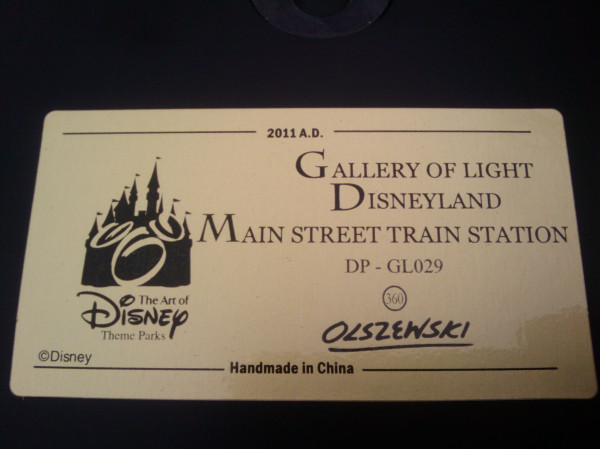 2011 A.D.
GALLERY OF LIGHT
DISNEYLAND
MAIN STREET TRAIN STATION
DP - GL029
360
OLSZEWSKI
The Art of
Disney
Theme Parks
©Disney
Handmade in China